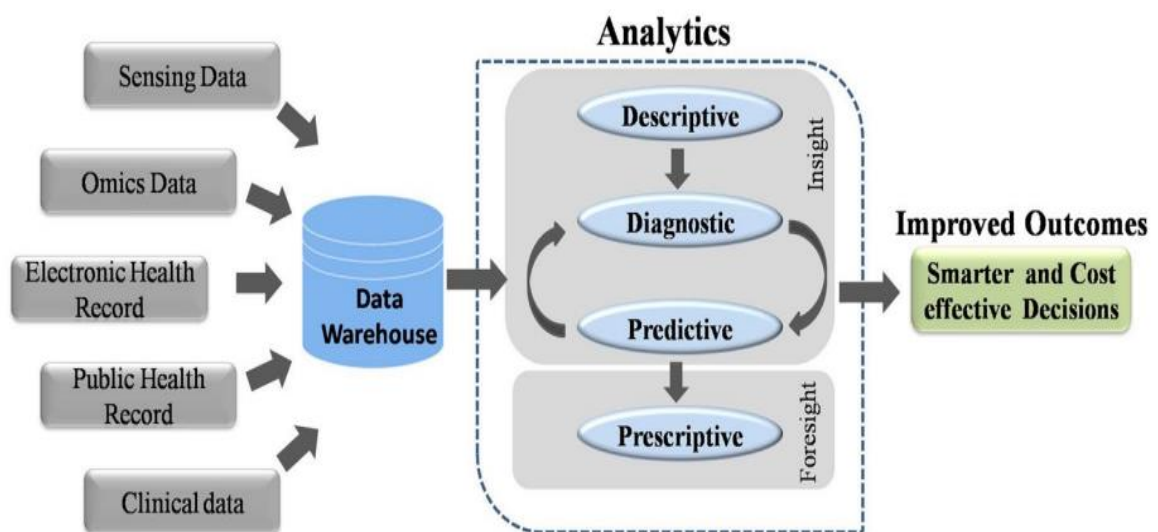 Sensing Data
Omics Data
Electronic Health
Record
Public Health
Record
Clinical data
Data
Warehouse
Analytics
Descriptive
Diagnostic
Predictive
Insight
Prescriptive
Foresight
Improved Outcomes
Smarter and Cost
effective Decisions